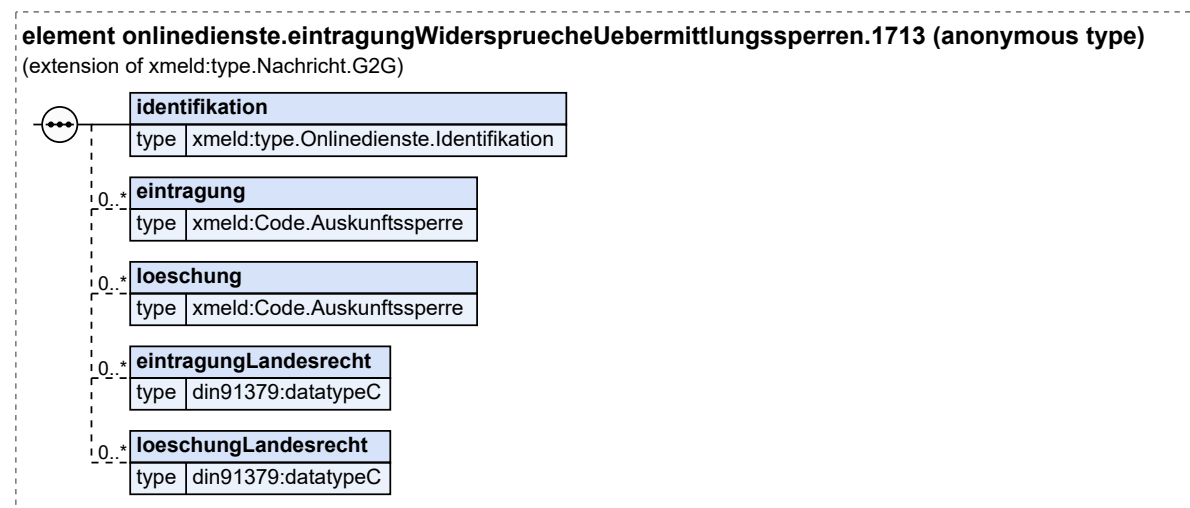 element onlinedienste.eintragungWiderspruecheUebermittlungssperren.1713 (anonymous type)
(extension of xmeld:type.Nachricht.G2G)
identifikation
type xmeld:type.Onlinedienste.Identifikation
0..* eintragung
type xmeld:Code.Auskunftssperre
0..* loeschung
type xmeld:Code.Auskunftssperre
0..* eintragungLandesrecht
type din91379:datatypeC
0..* loeschungLandesrecht
type din91379:datatypeC